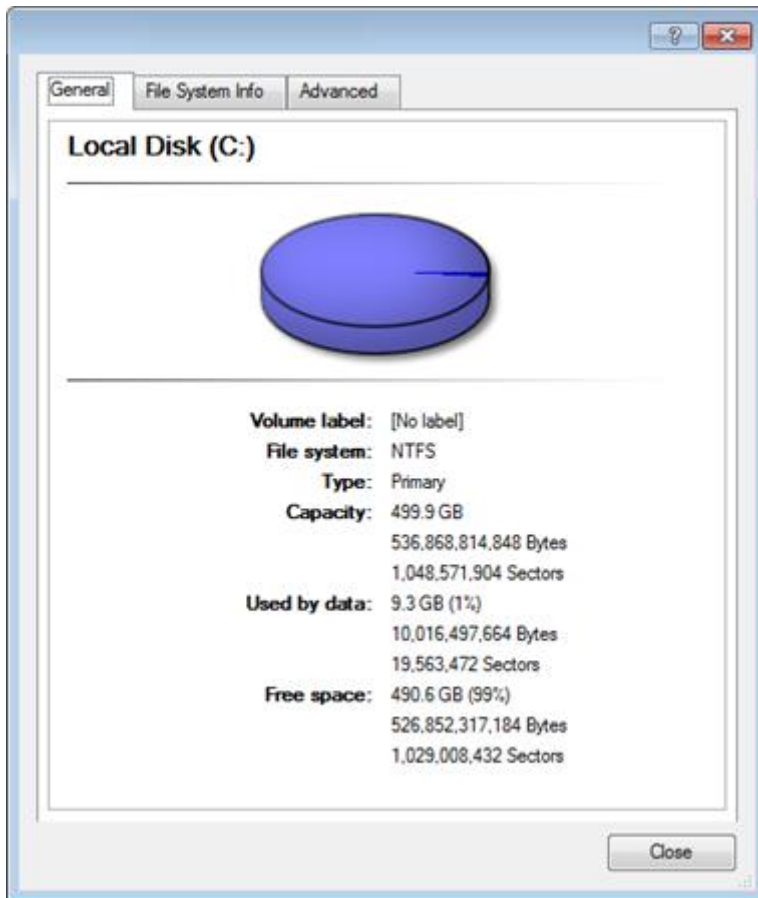 ?
General File System Info Advanced
Local Disk (C:)
Volume label: [No label]
File system: NTFS
Type: Primary
Capacity: 499.9 GB
536,868,814,848 Bytes
1,048,571,904 Sectors
Used by data: 9.3 GB (1%)
10,016,497,664 Bytes
19,563,472 Sectors
Free space: 490.6 GB (99%)
526,852,317,184 Bytes
1,029,008,432 Sectors
Close